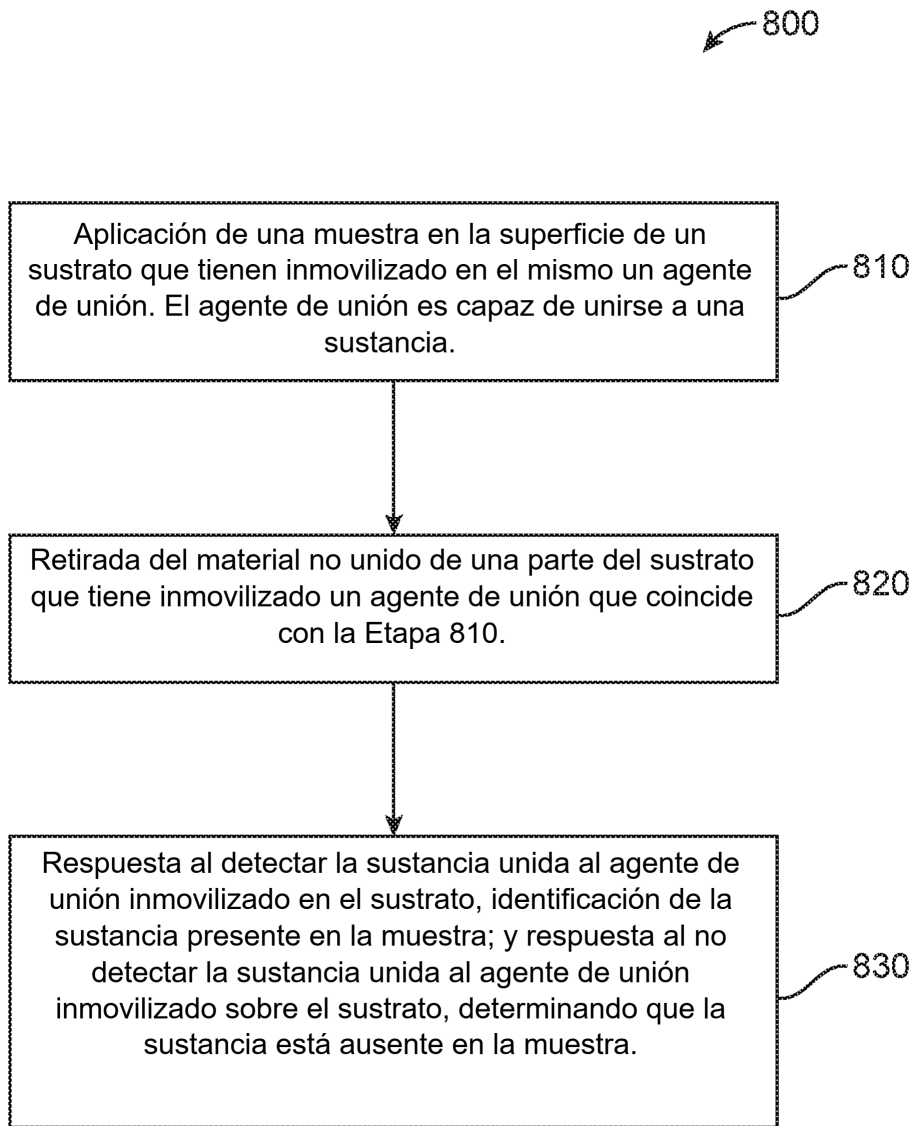 800
Aplicación de una muestra en la superficie de un
sustrato que tienen inmovilizado en el mismo un agente
de unión. El agente de unión es capaz de unirse a una
sustancia.
810
Retirada del material no unido de una parte del sustrato
que tiene inmovilizado un agente de unión que coincide
con la Etapa 810.
820
Respuesta al detectar la sustancia unida al agente de
unión inmovilizado en el sustrato, identificación de la
sustancia presente en la muestra; y respuesta al no
detectar la sustancia unida al agente de unión
inmovilizado sobre el sustrato, determinando que la
sustancia está ausente en la muestra.
830